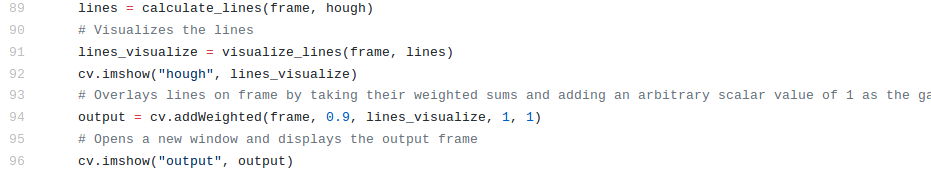 89 lines = calculate_lines(frame, hough)
90 # Visualizes the lines
91 lines_visualize = visualize_lines(frame, lines)
92 cv.imshow("hough", lines_visualize)
93 # Overlays lines on frame by taking their weighted sums and adding an arbitrary scalar value of 1 as the ga
94 output = cv.addWeighted(frame, 0.9, lines_visualize, 1, 1)
95 # Opens a new window and displays the output frame
96 cv.imshow("output", output)